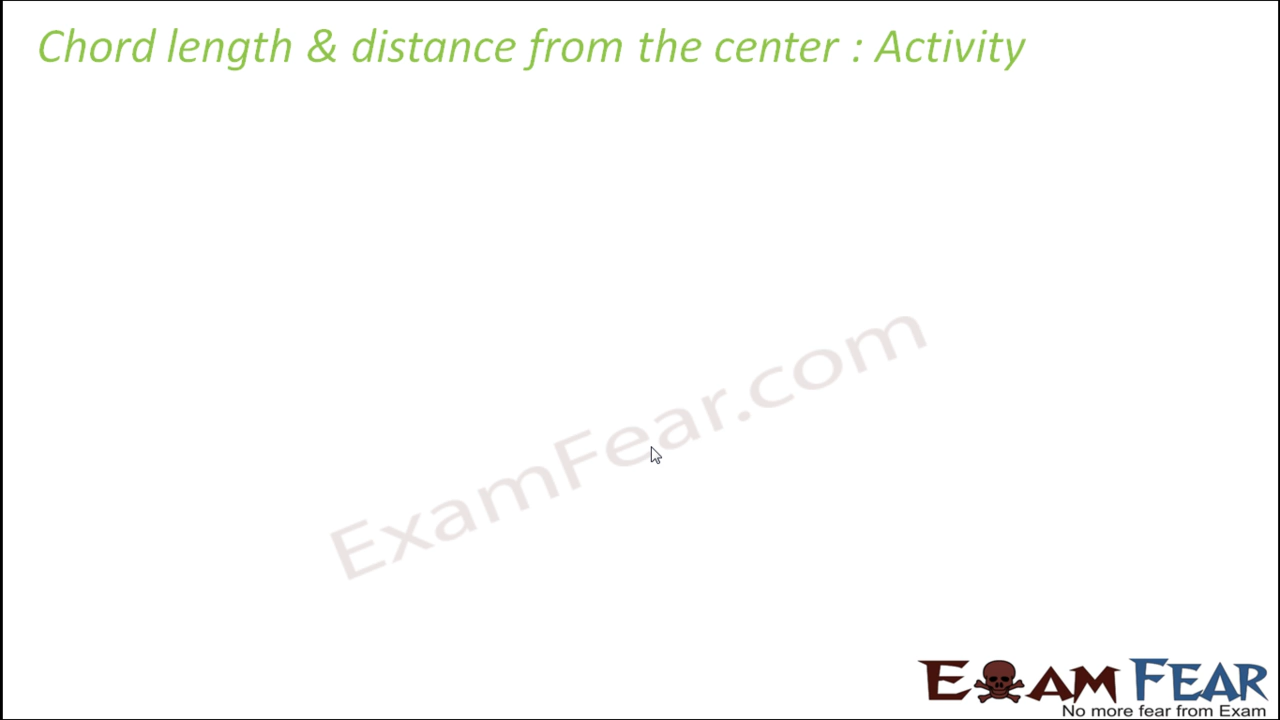 Chord length & distance from the center : Activity
ExamFear.com
EXAM FEAR
No more fear from Exam